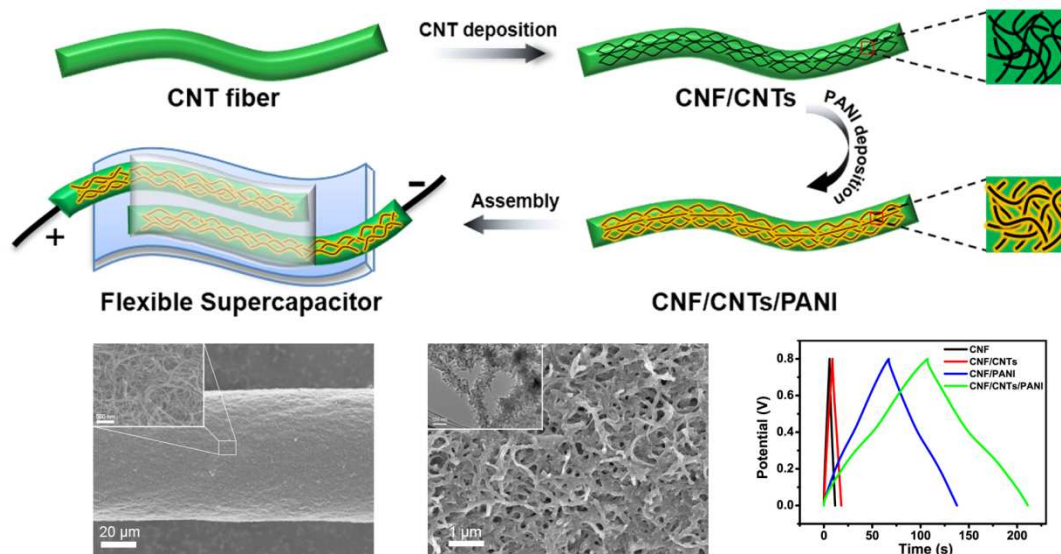 CNT deposition
CNT fiber
CNF/CNTs
PANI deposition
+
-
Assembly
Flexible Supercapacitor
CNF/CNTs/PANI
20 μm
1 μm
CNF
CNF/CNTs
CNF/PANI
CNF/CNTs/PANI
Potential (V)
0.8
0.6
0.4
0.2
0.0
0
50
100
150
200
Time (s)